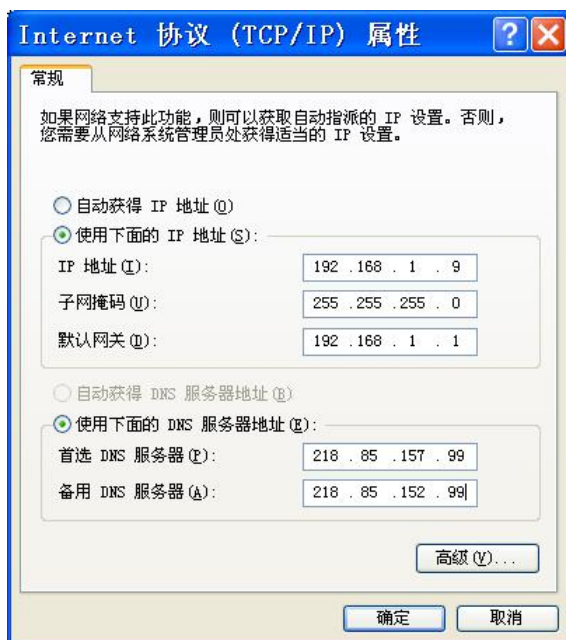 Internet 协议 (TCP/IP) 属性
常规
如果网络支持此功能，则可以获取自动指派的 IP 设置。否则，
您需要从网络系统管理员处获得适当的 IP 设置。
自动获得 IP 地址(O)
使用下面的 IP 地址(S):
IP 地址(I): 192 .168 . 1 . 9
子网掩码(U): 255 .255 .255 . 0
默认网关(D): 192 .168 . 1 . 1
自动获得 DNS 服务器地址(B)
使用下面的 DNS 服务器地址(E):
首选 DNS 服务器(P): 218 . 85 .157 . 99
备用 DNS 服务器(A): 218 . 85 .152 . 99
高级(V)...
确定 取消